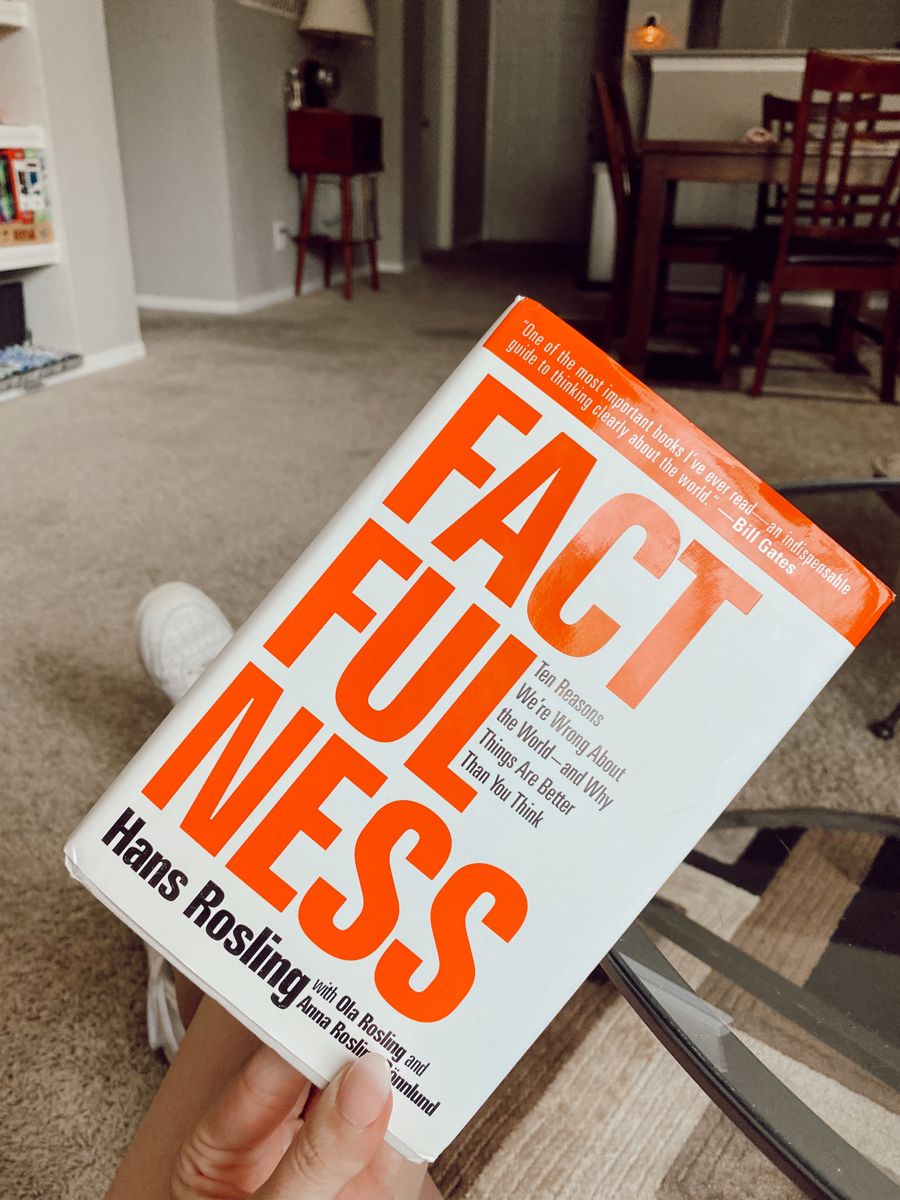 "One of the most important books I've ever read—an indispensable
guide to thinking clearly about the world." —Bill Gates
FACT
FUL
NESS
Ten Reasons
We're Wrong About
the World—and Why
Things Are Better
Than You Think
Hans Rosling
with Ola Rosling and
Anna